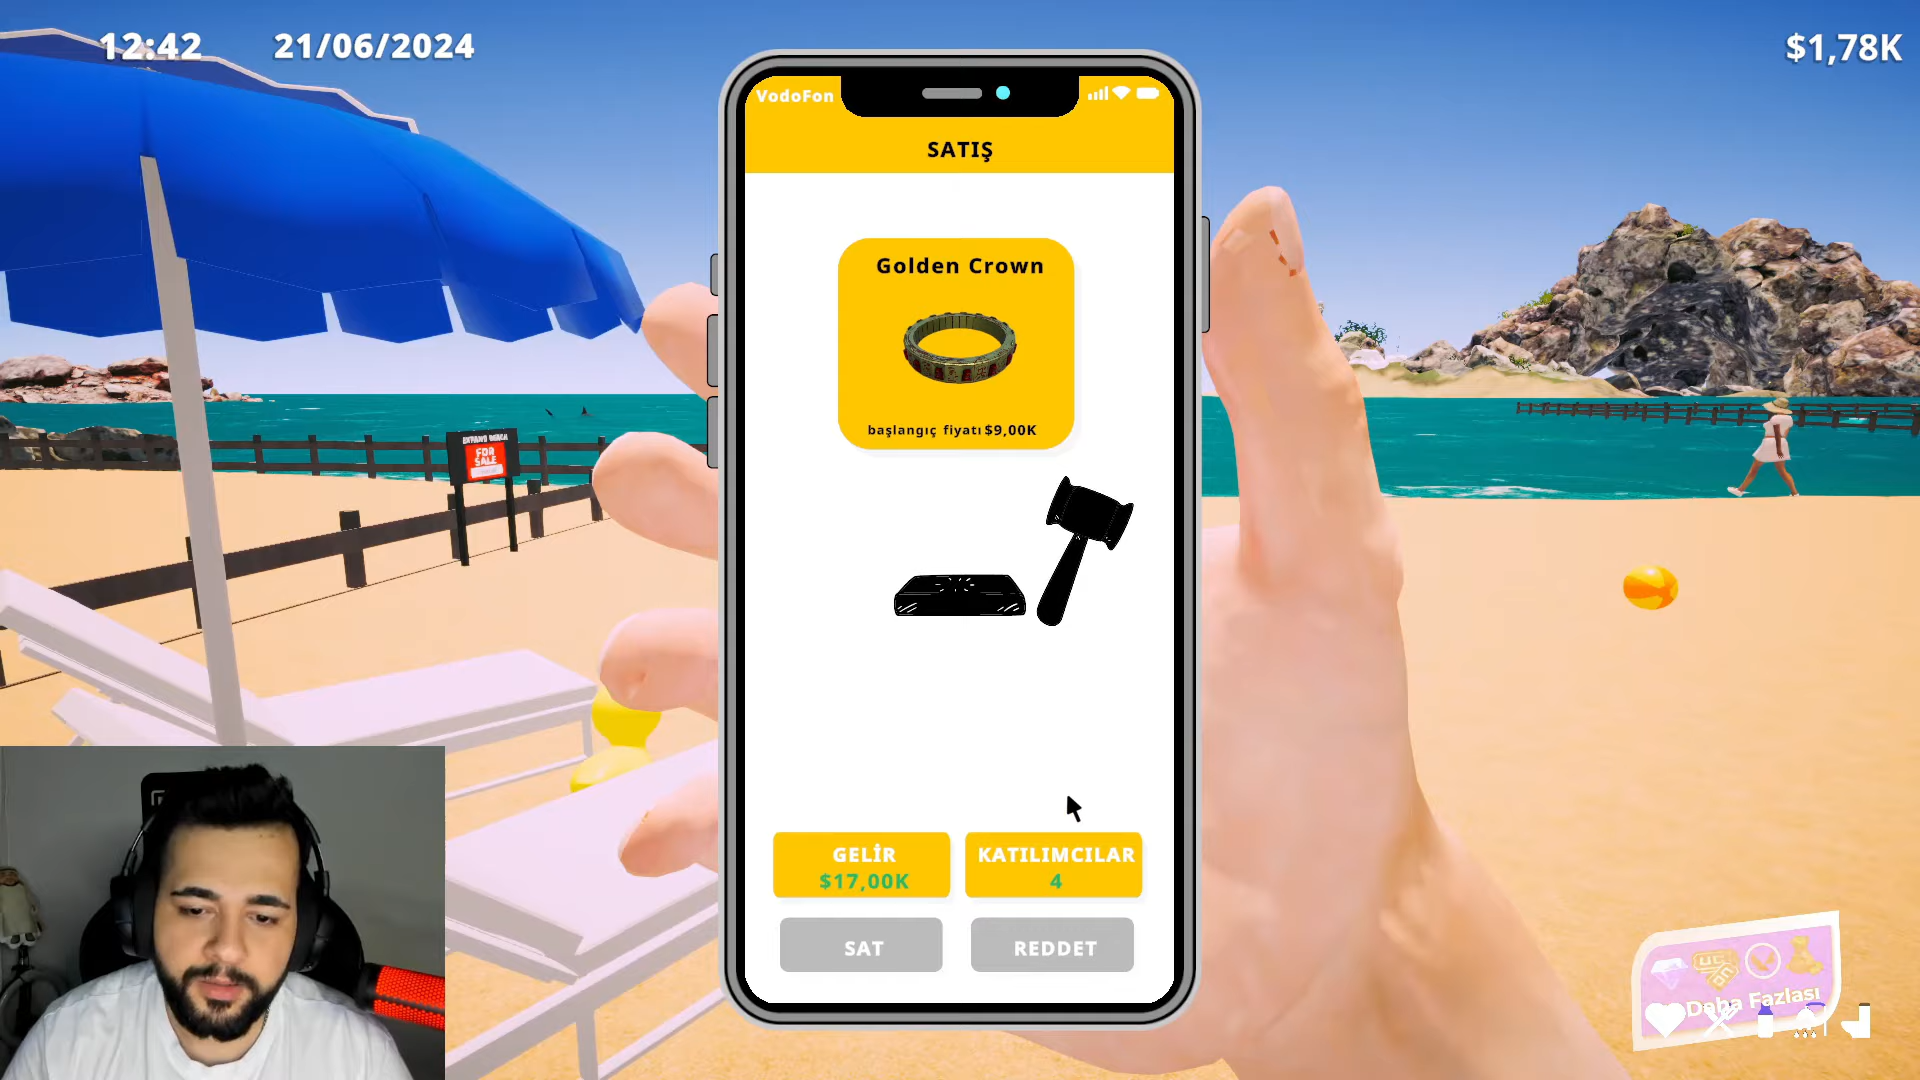 12:42
21/06/2024
$1,78K
VodoFon
SATIŞ
Golden Crown
başlangıç fiyatı $9,00K
FOR
SALE
GELİR
$17,00K
KATILIMCILAR
4
SAT
REDDET
UC
Daha Fazlası